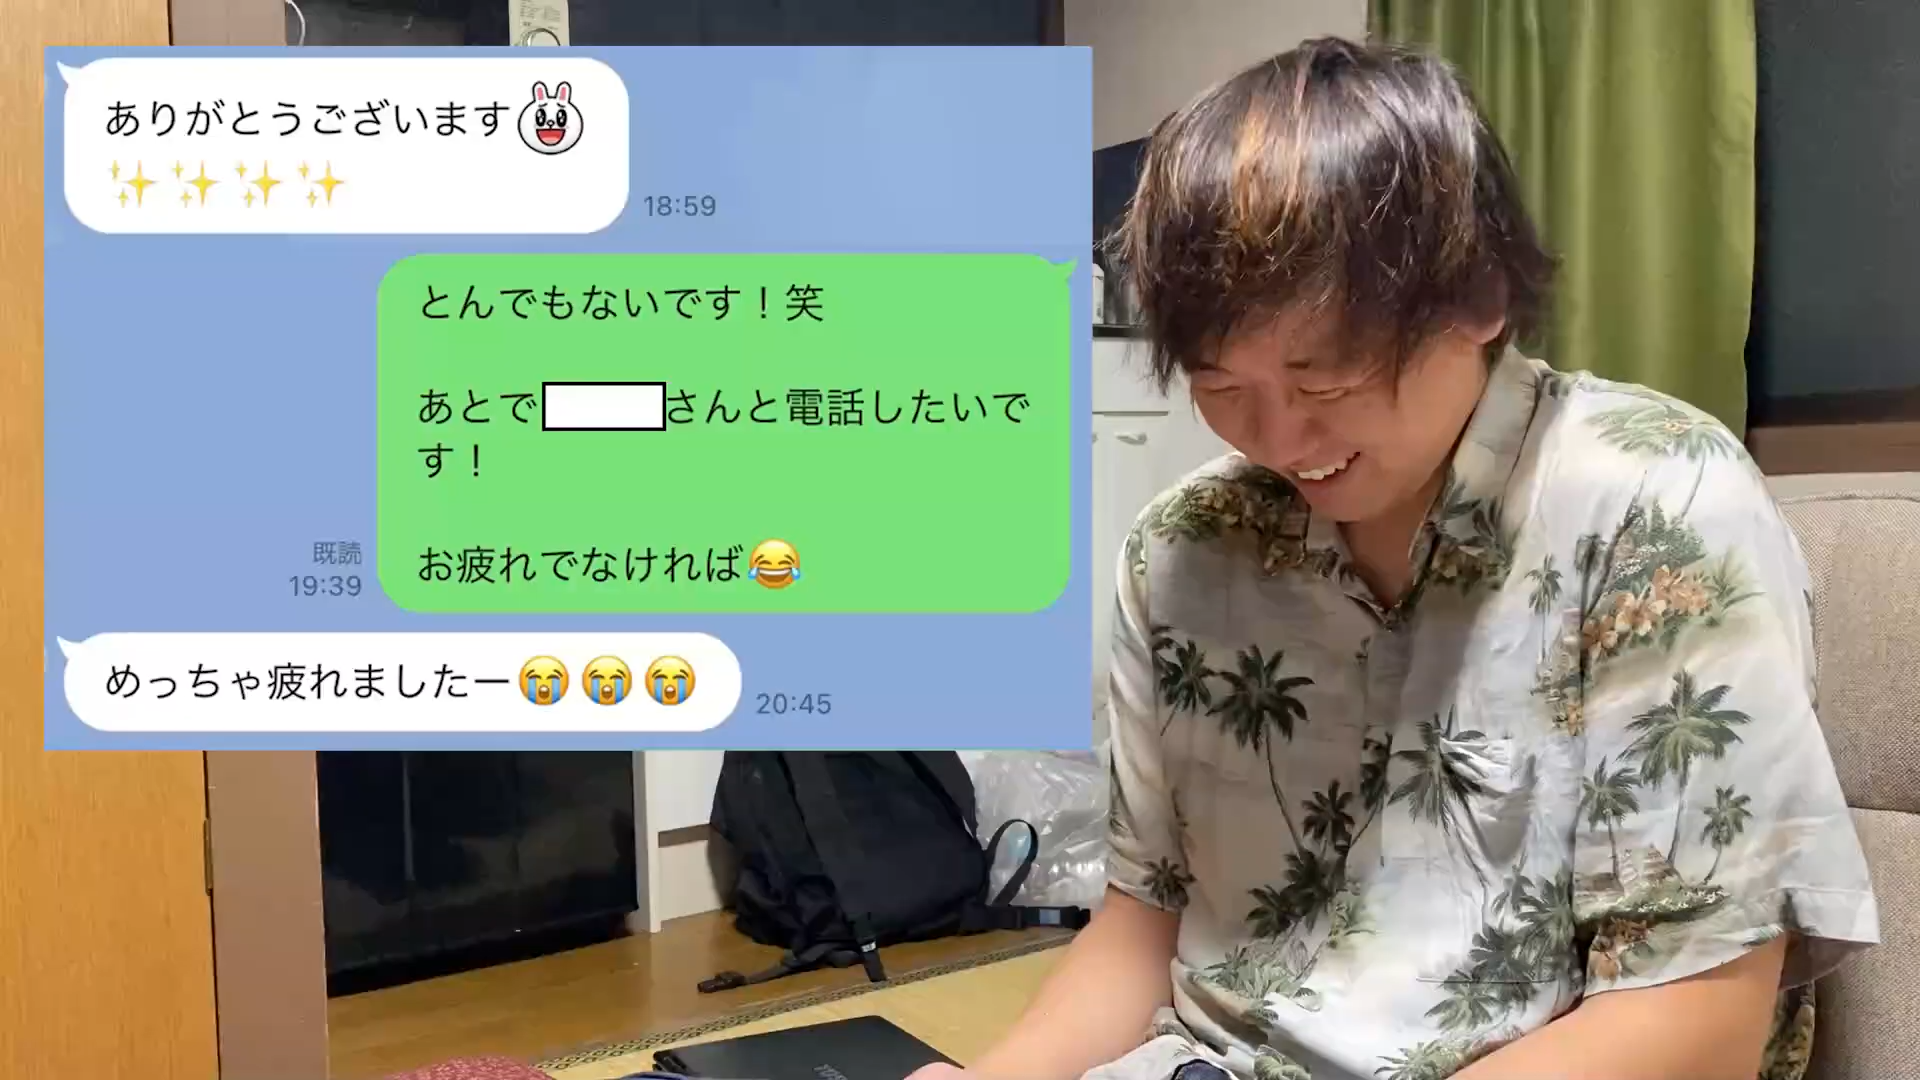 ありがとうございます
✨✨✨✨
18:59
とんでもないです！笑
あとで
さんと電話したいで
す！
お疲れでなければ😂
既読
19:39
めっちゃ疲れましたー😭😭😭
20:45